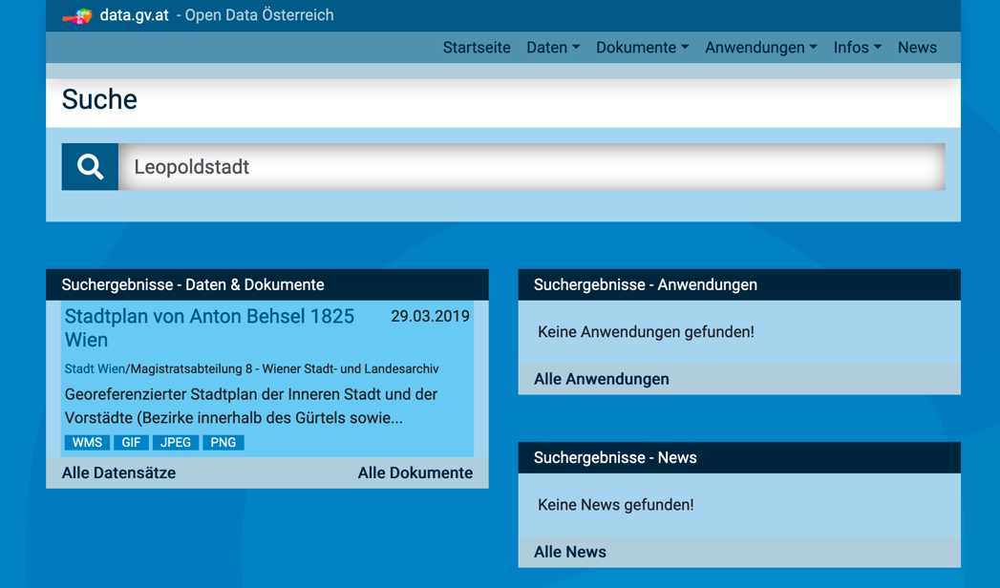 data.gv.at - Open Data Österreich
Startseite Daten Dokumente Anwendungen Infos News
Suche
Leopoldstadt
Suchergebnisse - Daten & Dokumente
Stadtplan von Anton Behsel 1825 29.03.2019
Wien
Stadt Wien/Magistratsabteilung 8 - Wiener Stadt- und Landesarchiv
Georeferenzierter Stadtplan der Inneren Stadt und der
Vorstädte (Bezirke innerhalb des Gürtels sowie...
WMS GIF JPEG PNG
Alle Datensätze Alle Dokumente
Suchergebnisse - Anwendungen
Keine Anwendungen gefunden!
Alle Anwendungen
Suchergebnisse - News
Keine News gefunden!
Alle News